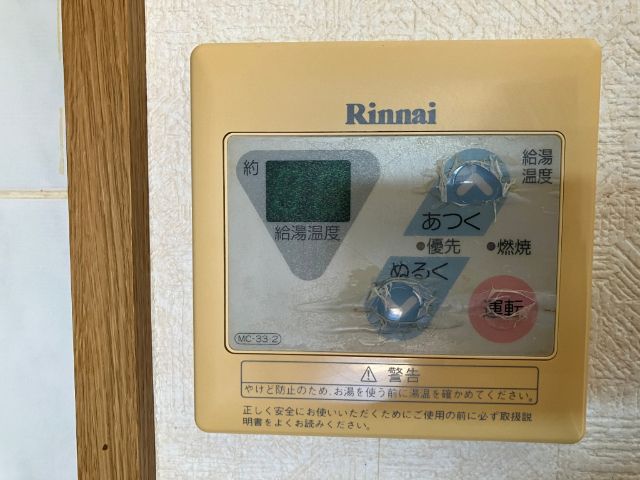 Rinnai
約
給湯温度
給湯
温度
あつく
優先
燃焼
ぬるく
運転
MC-33-2
警告
やけど防止のため、お湯を使う前に湯温を確かめてください。
正しく安全にお使いいただくためにご使用の前に必ず取扱説
明書をよくお読みください。